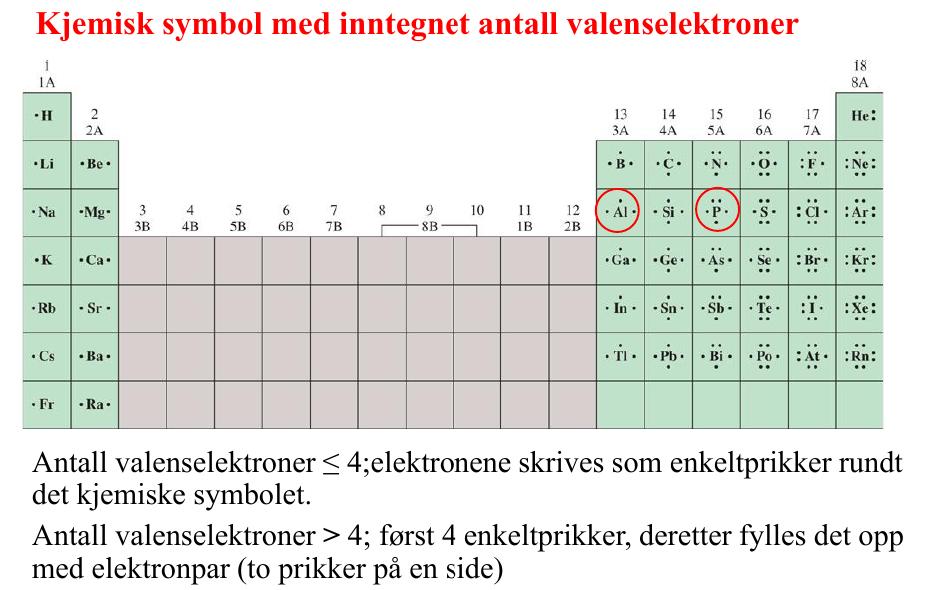 Kjemisk symbol med inntegnet antall valenselektroner
1 18
1A 8A
H 2 13 14 15 16 17 He
2A 3A 4A 5A 6A 7A
Li Be B C N O F Ne
Na Mg 3 4 5 6 7 8 9 10 11 12 Al Si P S Cl Ar
3B 4B 5B 6B 7B 8B 1B 2B
K Ca Ga Ge As Se Br Kr
Rb Sr In Sn Sb Te I Xe
Cs Ba Tl Pb Bi Po At Rn
Fr Ra
Antall valenselektroner ≤ 4;elektronene skrives som enkeltprikker rundt
det kjemiske symbolet.
Antall valenselektroner > 4; først 4 enkeltprikker, deretter fylles det opp
med elektronpar (to prikker på en side)